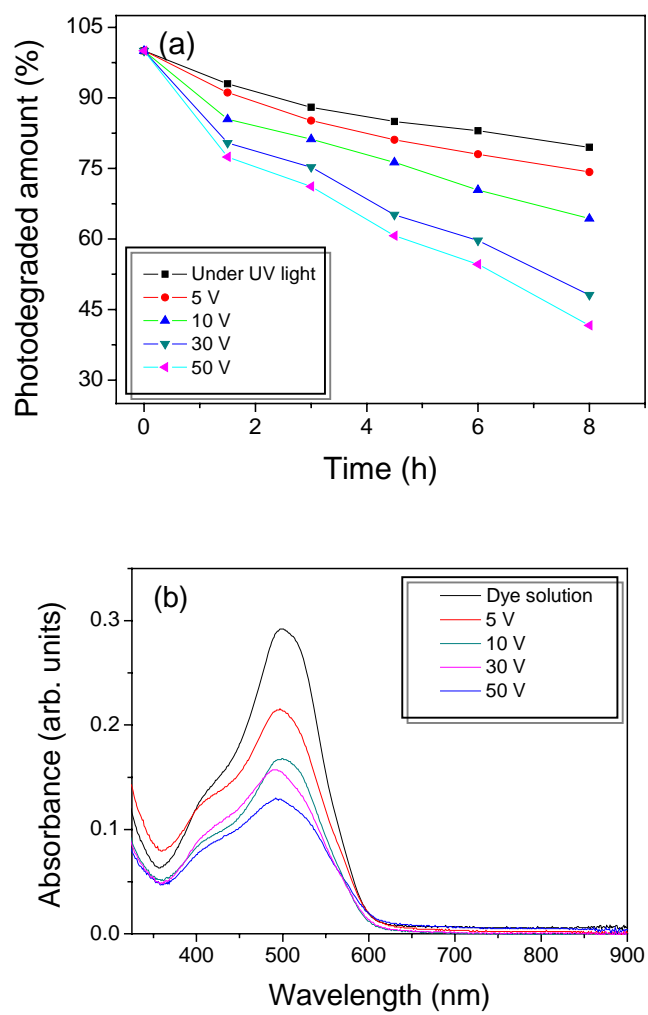 (a)
Photodegraded amount (%)
105
90
75
60
45
30
Under UV light
5 V
10 V
30 V
50 V
0
2
4
6
8
Time (h)
(b)
Absorbance (arb. units)
0.3
0.2
0.1
0.0
Dye solution
5 V
10 V
30 V
50 V
400
500
600
700
800
900
Wavelength (nm)